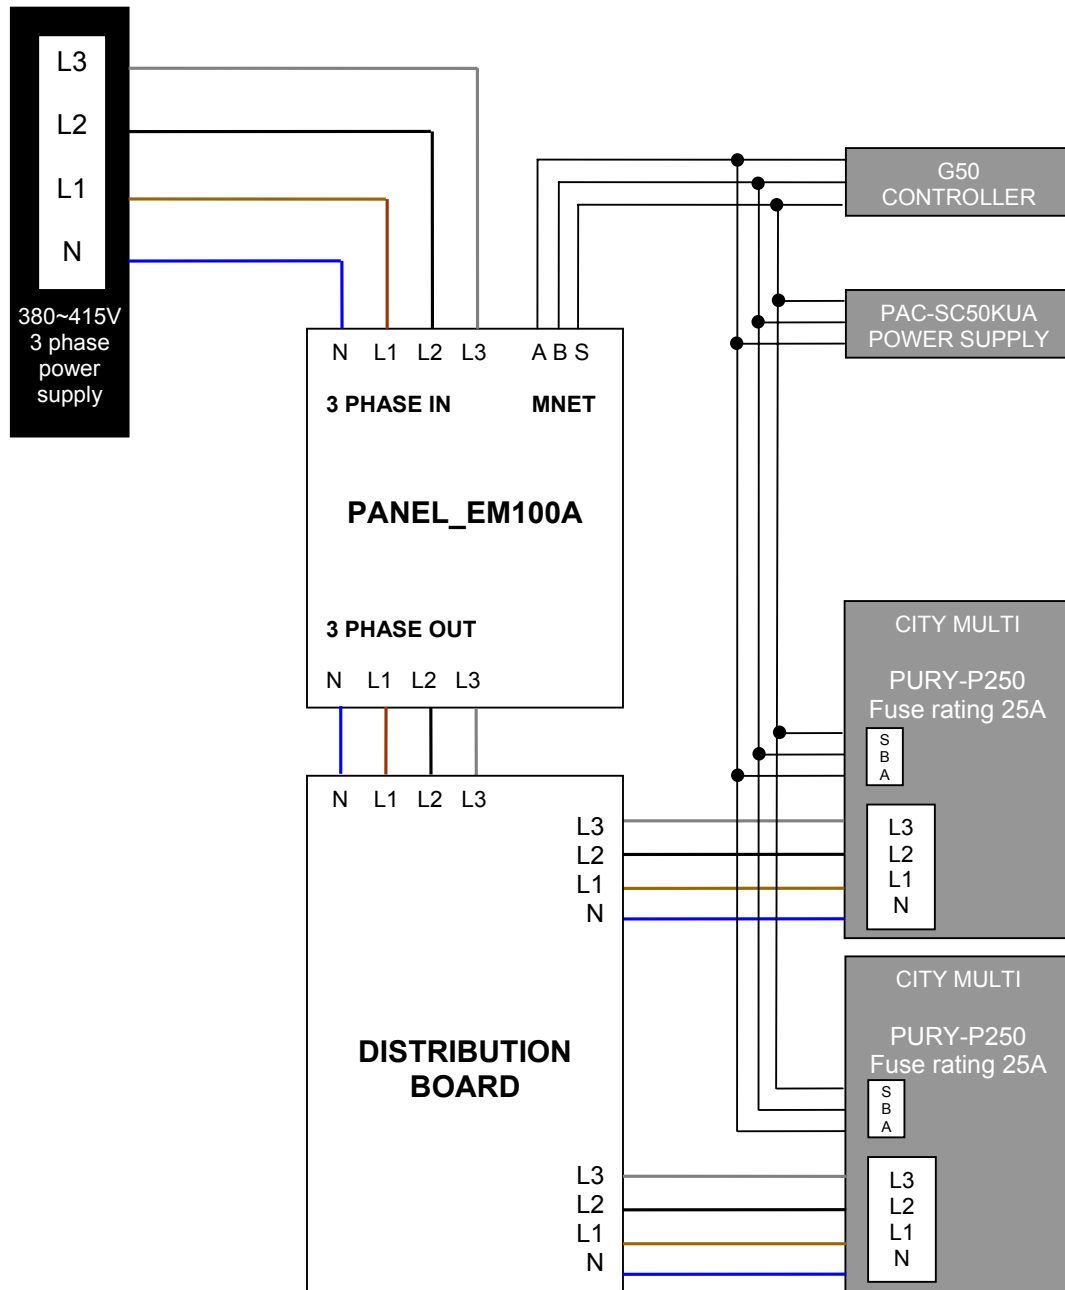 L3
L2
L1
N
380~415V
3 phase
power
supply
G50
CONTROLLER
PAC-SC50KUA
POWER SUPPLY
N L1 L2 L3 A B S
3 PHASE IN MNET
PANEL_EM100A
3 PHASE OUT
N L1 L2 L3
CITY MULTI
PURY-P250
Fuse rating 25A
S
B
A
L3
L2
L1
N
N L1 L2 L3
L3
L2
L1
N
DISTRIBUTION
BOARD
L3
L2
L1
N
CITY MULTI
PURY-P250
Fuse rating 25A
S
B
A
L3
L2
L1
N